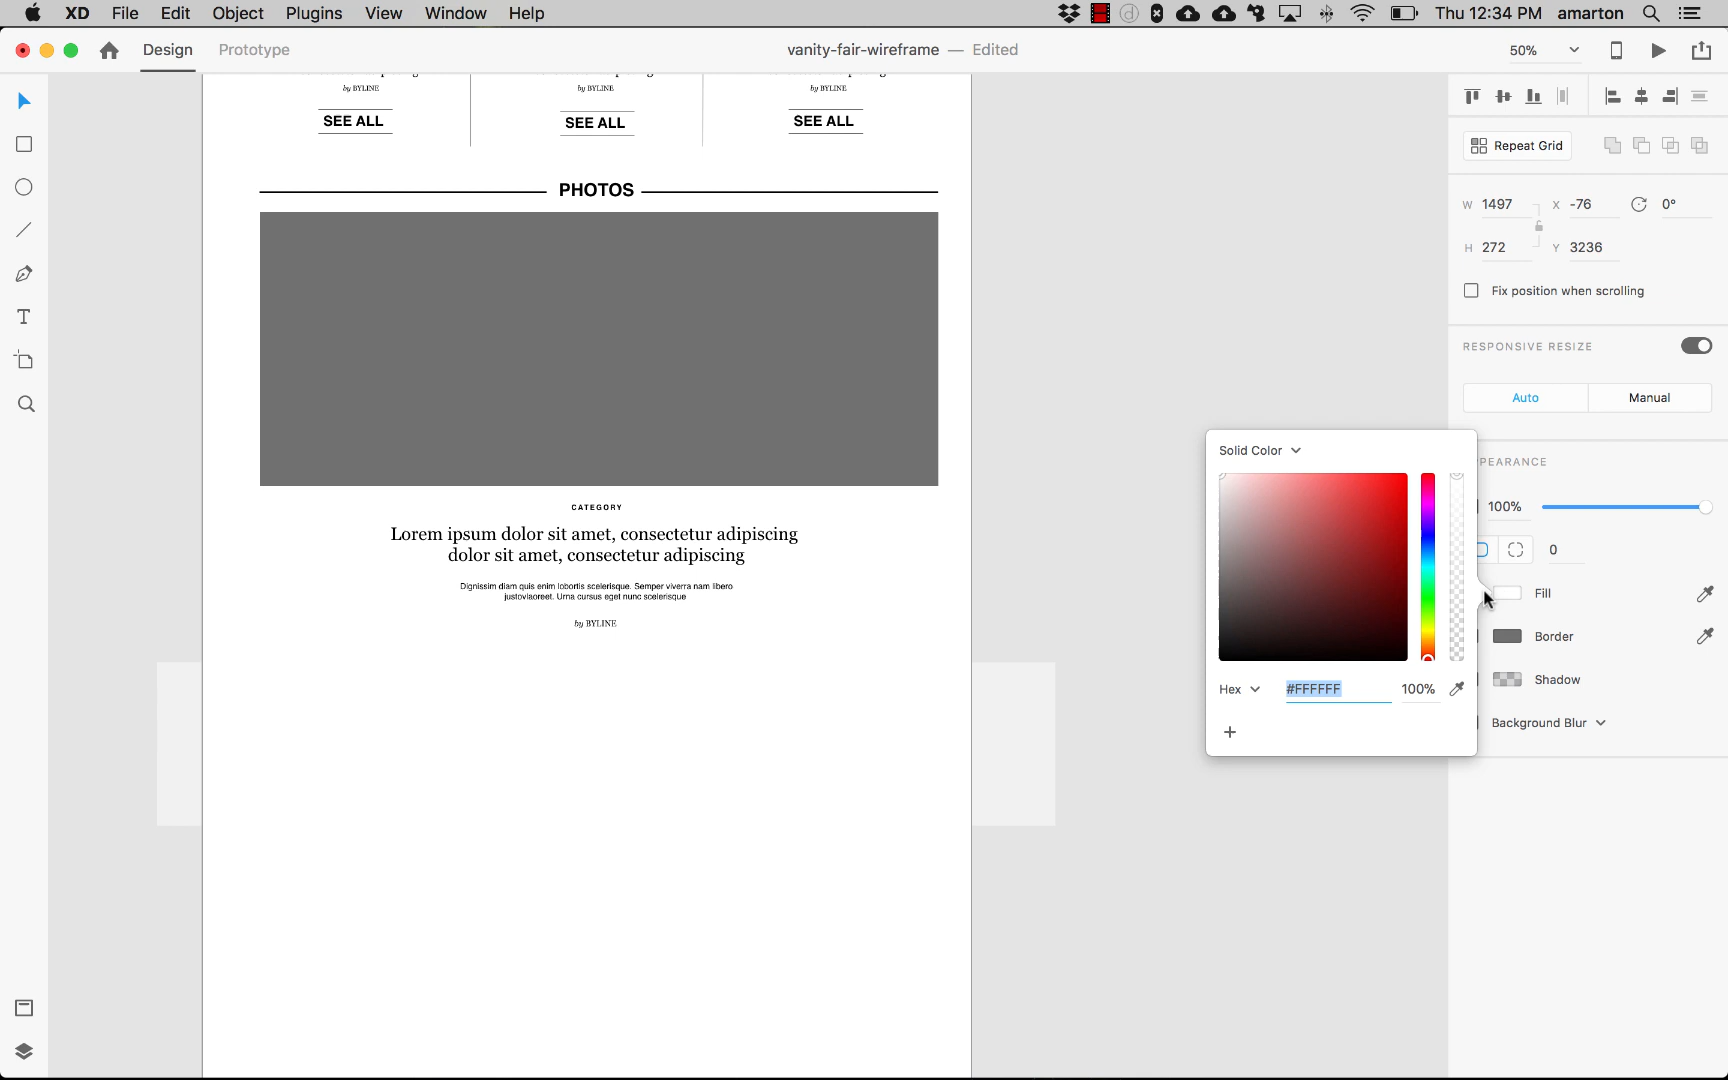 XD File Edit Object Plugins View Window Help
Thu 12:34 PM amarton
Design Prototype
vanity-fair-wireframe — Edited
50%
by BYLINE by BYLINE by BYLINE
SEE ALL SEE ALL SEE ALL
PHOTOS
CATEGORY
Lorem ipsum dolor sit amet, consectetur adipiscing
dolor sit amet, consectetur adipiscing
Dignissim diam quis enim lobortis scelerisque. Semper viverra nam libero
justovlaoreet. Urna cursus eget nunc scelerisque
by BYLINE
Repeat Grid
W 1497 X -76 0°
H 272 Y 3236
Fix position when scrolling
RESPONSIVE RESIZE
Auto Manual
PEARANCE
100%
0
Fill
Border
Shadow
Background Blur
Solid Color
Hex #FFFFFF 100%